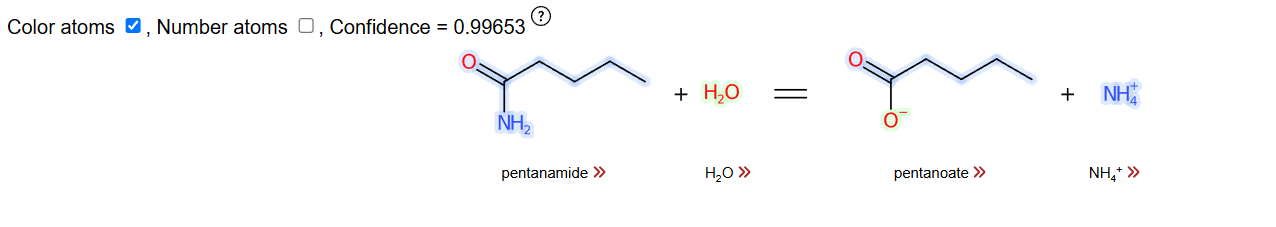 Color atoms ☑ , Number atoms ☐ , Confidence = 0.99653 ?
O NH₂ + H₂O = O O⁻ + NH₄⁺
pentanamide » H₂O » pentanoate » NH₄⁺ »